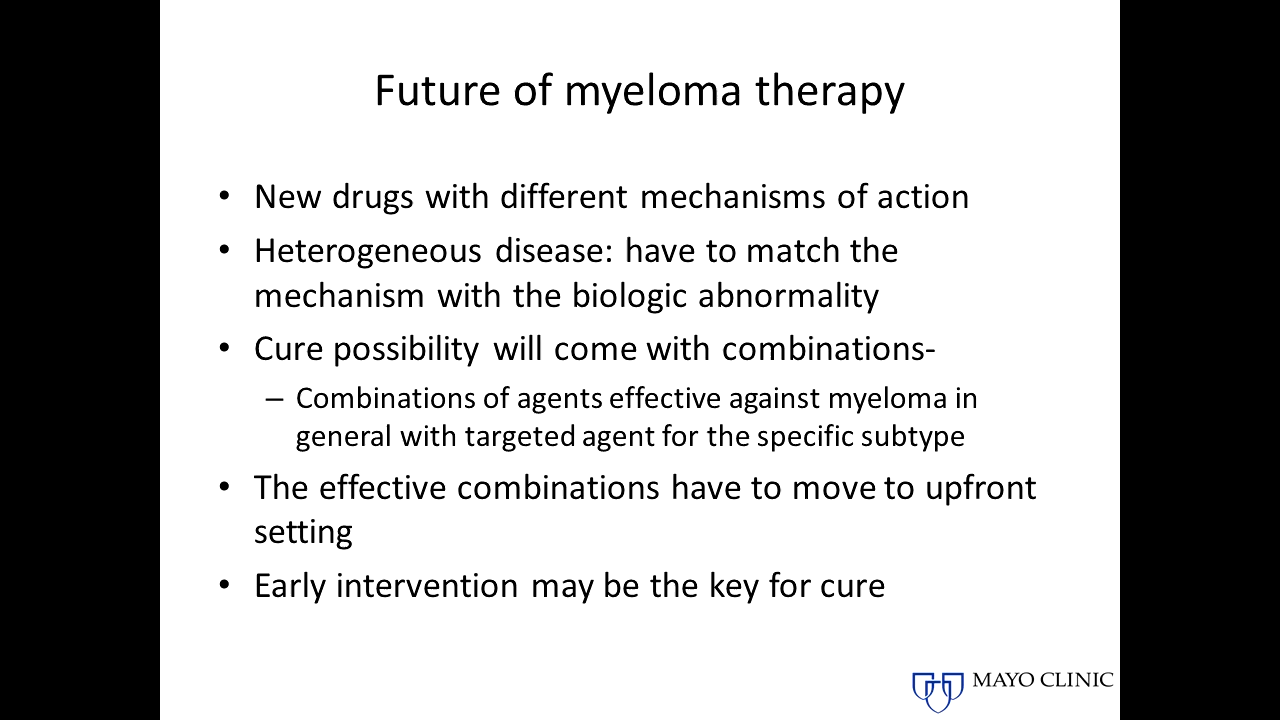 Future of myeloma therapy
• New drugs with different mechanisms of action
• Heterogeneous disease: have to match the
mechanism with the biologic abnormality
• Cure possibility will come with combinations-
– Combinations of agents effective against myeloma in
general with targeted agent for the specific subtype
• The effective combinations have to move to upfront
setting
• Early intervention may be the key for cure
MAYO CLINIC